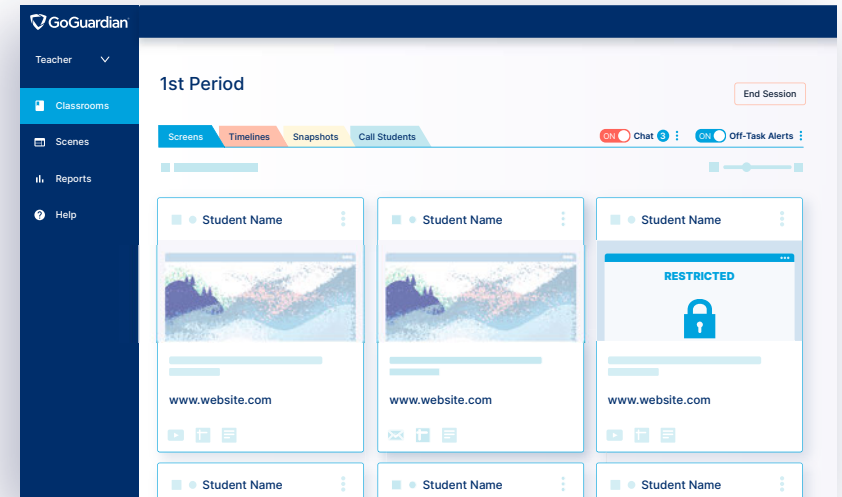 GoGuardian
Teacher
Classrooms
Scenes
Reports
Help
1st Period
End Session
Screens Timelines Snapshots Call Students ON Chat 3 ON Off-Task Alerts
Student Name Student Name Student Name
RESTRICTED
www.website.com www.website.com www.website.com
Student Name Student Name Student Name